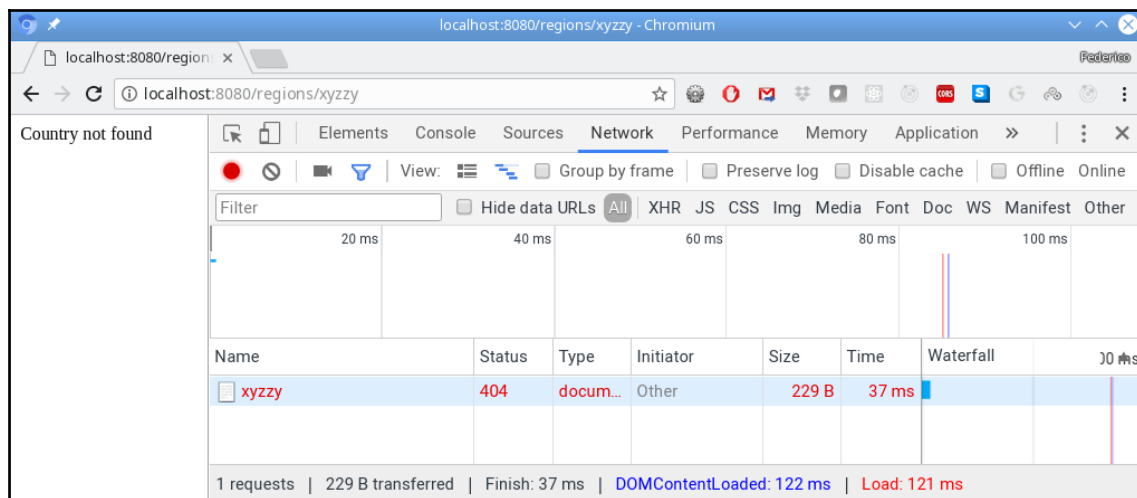 localhost:8080/regions/xyzzy - Chromium
localhost:8080/region
Federico
localhost:8080/regions/xyzzy
CORS
S
G
Country not found
Elements Console Sources Network Performance Memory Application »
View: Group by frame Preserve log Disable cache Offline Online
Filter Hide data URLs All XHR JS CSS Img Media Font Doc WS Manifest Other
20 ms 40 ms 60 ms 80 ms 100 ms
Name Status Type Initiator Size Time Waterfall
xyzzy 404 docum... Other 229 B 37 ms
1 requests | 229 B transferred | Finish: 37 ms | DOMContentLoaded: 122 ms | Load: 121 ms